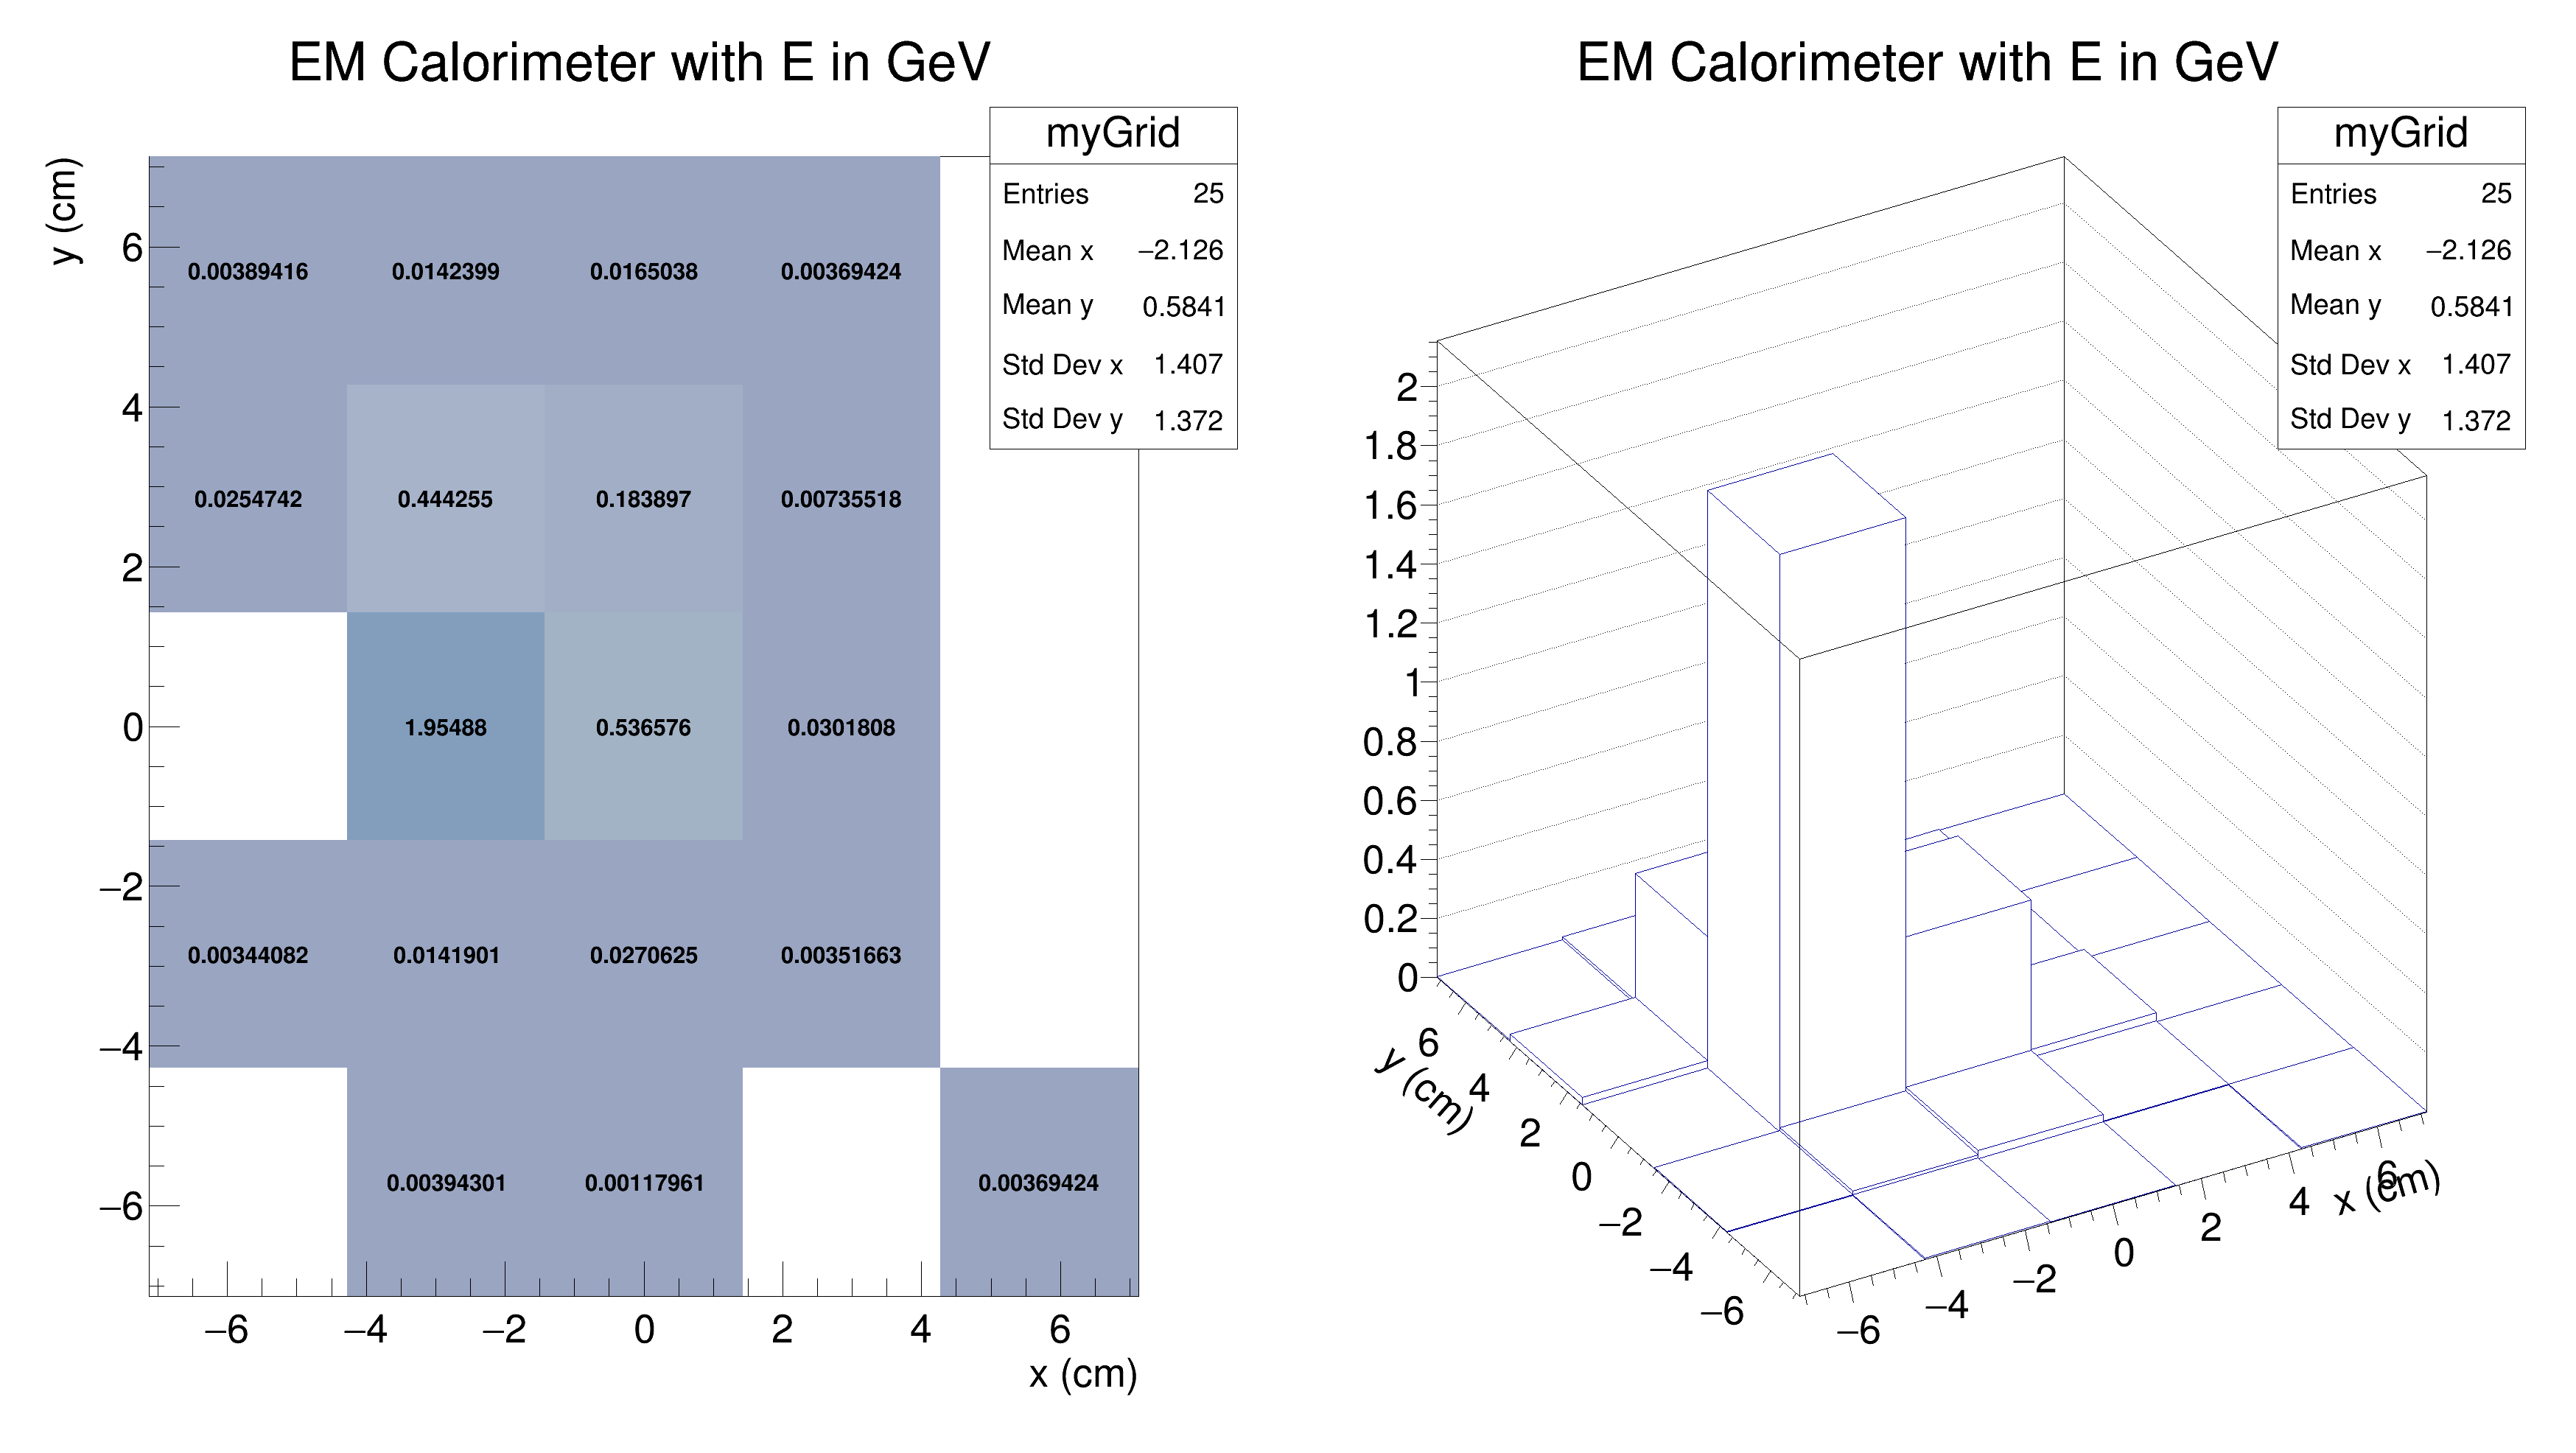 EM Calorimeter with E in GeV
myGrid
Entries 25
Mean x −2.126
Mean y 0.5841
Std Dev x 1.407
Std Dev y 1.372
y (cm)
6
4
2
0
−2
−4
−6
0.00389416 0.0142399 0.0165038 0.00369424
0.0254742 0.444255 0.183897 0.00735518
1.95488 0.536576 0.0301808
0.00344082 0.0141901 0.0270625 0.00351663
0.00394301 0.00117961 0.00369424
−6 −4 −2 0 2 4 6
x (cm)
EM Calorimeter with E in GeV
myGrid
Entries 25
Mean x −2.126
Mean y 0.5841
Std Dev x 1.407
Std Dev y 1.372
2
1.8
1.6
1.4
1.2
1
0.8
0.6
0.4
0.2
0
y (cm)
6
4
2
0
−2
−4
−6
−6 −4 −2 0 2 4 6
x (cm)